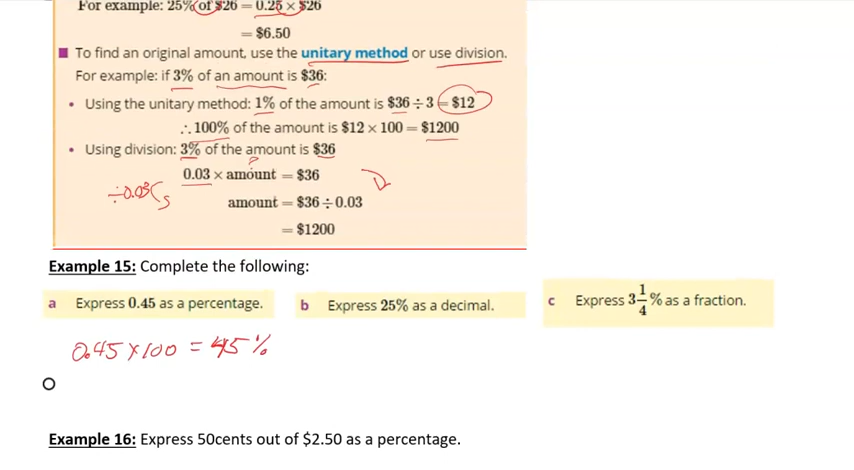 For example: 25% of $26 = 0.25 × $26
= $6.50
■ To find an original amount, use the unitary method or use division.
For example: if 3% of an amount is $36:
• Using the unitary method: 1% of the amount is $36 ÷ 3 = $12
∴ 100% of the amount is $12 × 100 = $1200
• Using division: 3% of the amount is $36
0.03 × amount = $36
÷0.03
amount = $36 ÷ 0.03
= $1200
Example 15: Complete the following:
a Express 0.45 as a percentage.
b Express 25% as a decimal.
c Express 3 1/4 % as a fraction.
0.45 × 100 = 45%
Example 16: Express 50cents out of $2.50 as a percentage.